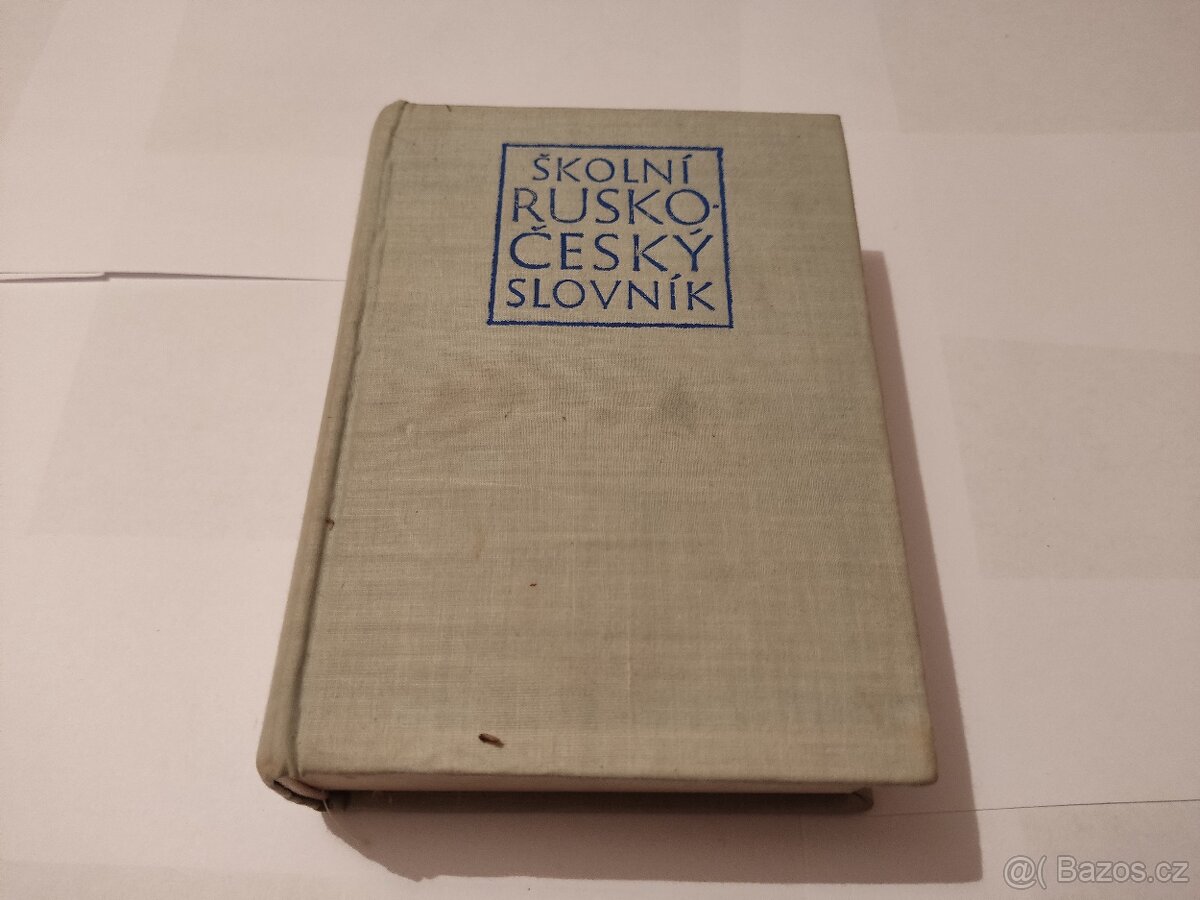 ŠKOLNÍ
RUSKO-
ČESKÝ
SLOVNÍK
@( Bazos.cz